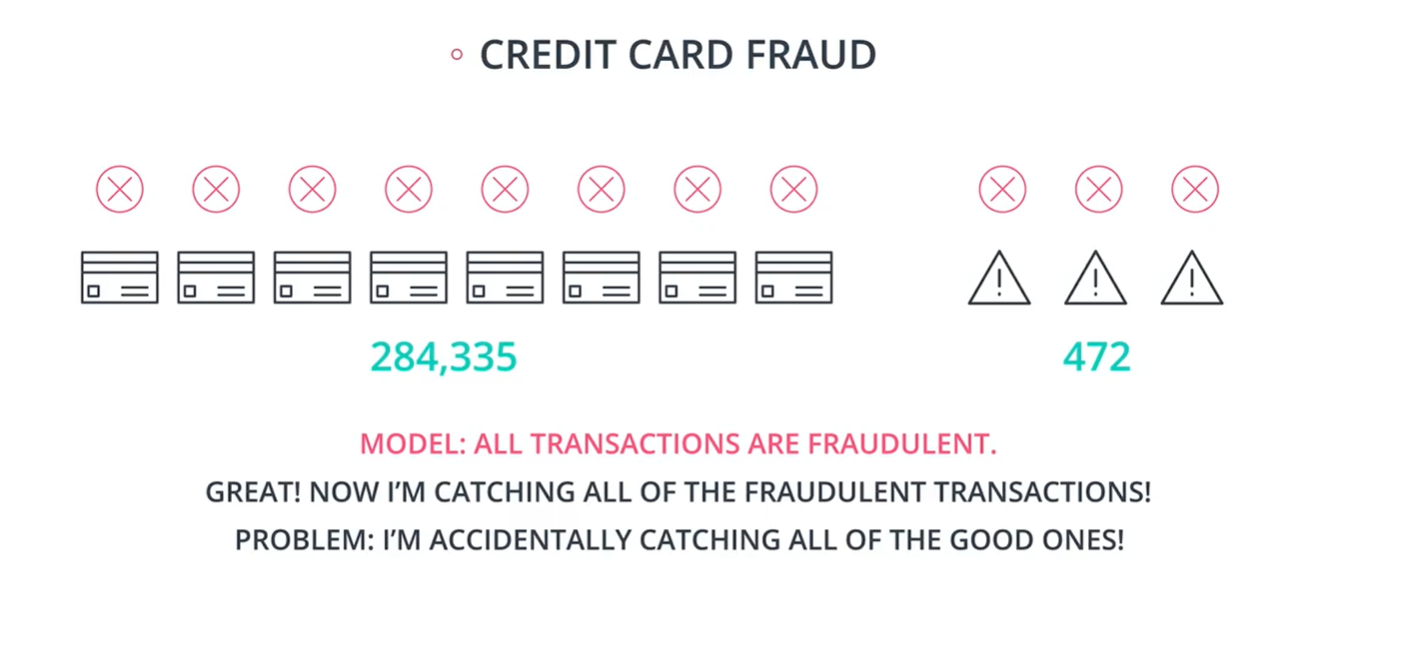 CREDIT CARD FRAUD
284,335
472
MODEL: ALL TRANSACTIONS ARE FRAUDULENT.
GREAT! NOW I'M CATCHING ALL OF THE FRAUDULENT TRANSACTIONS!
PROBLEM: I'M ACCIDENTALLY CATCHING ALL OF THE GOOD ONES!